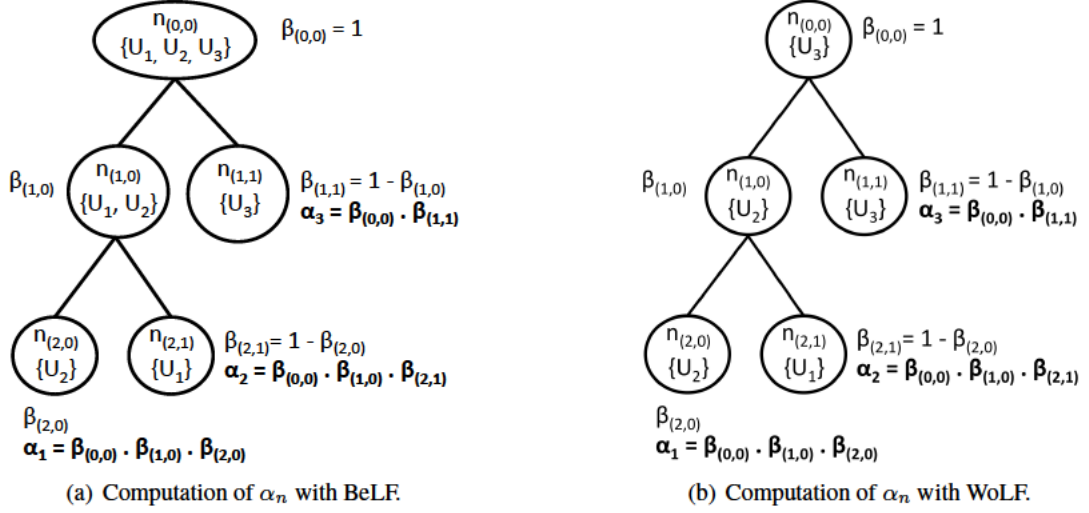 n(0,0)
{U1, U2, U3}
β(0,0) = 1
β(1,0)
n(1,0)
{U1, U2}
n(1,1)
{U3}
β(1,1) = 1 - β(1,0)
α3 = β(0,0) · β(1,1)
n(2,0)
{U2}
n(2,1)
{U1}
β(2,1)= 1 - β(2,0)
α2 = β(0,0) · β(1,0) · β(2,1)
β(2,0)
α1 = β(0,0) · β(1,0) · β(2,0)
(a) Computation of αn with BeLF.
n(0,0)
{U3}
β(0,0) = 1
β(1,0)
n(1,0)
{U2}
n(1,1)
{U3}
β(1,1) = 1 - β(1,0)
α3 = β(0,0) · β(1,1)
n(2,0)
{U2}
n(2,1)
{U1}
β(2,1)= 1 - β(2,0)
α2 = β(0,0) · β(1,0) · β(2,1)
β(2,0)
α1 = β(0,0) · β(1,0) · β(2,0)
(b) Computation of αn with WoLF.